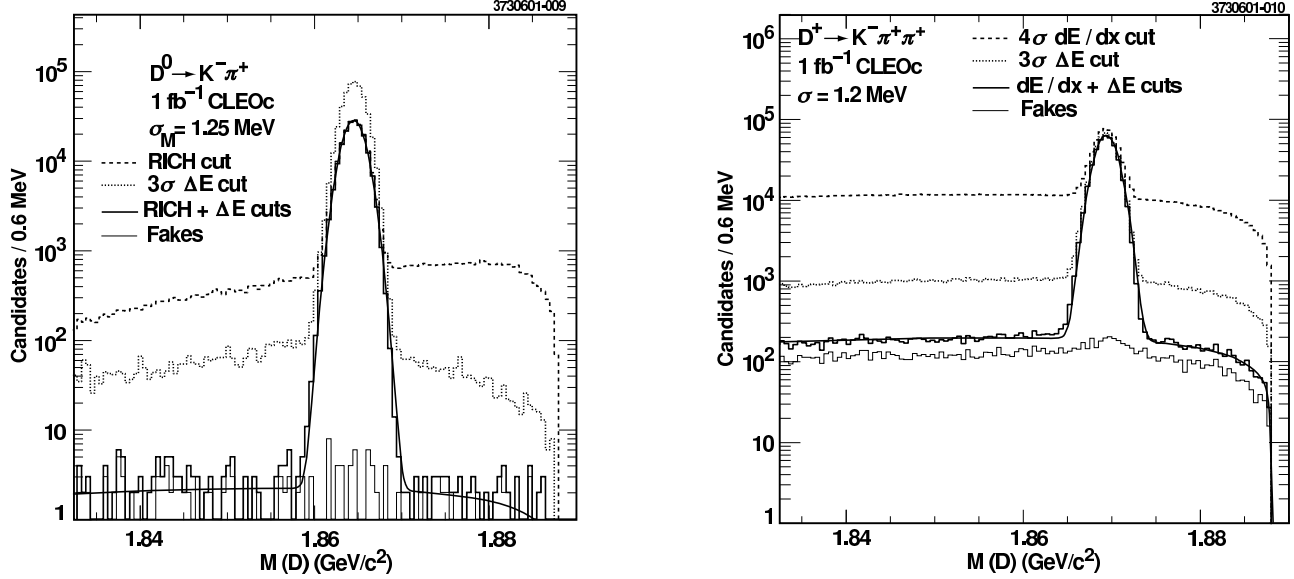 3730601-009
D⁰ → K⁻ π⁺
1 fb⁻¹ CLEOc
σ_M = 1.25 MeV
RICH cut
3σ ΔE cut
RICH + ΔE cuts
Fakes
Candidates / 0.6 MeV
10⁵
10⁴
10³
10²
10
1
1.84
1.86
1.88
M (D) (GeV/c²)
3730601-010
D⁺ → K⁻ π⁺ π⁺
1 fb⁻¹ CLEOc
σ = 1.2 MeV
4σ dE / dx cut
3σ ΔE cut
dE / dx + ΔE cuts
Fakes
Candidates / 0.6 MeV
10⁶
10⁵
10⁴
10³
10²
10
1
1.84
1.86
1.88
M (D) (GeV/c²)